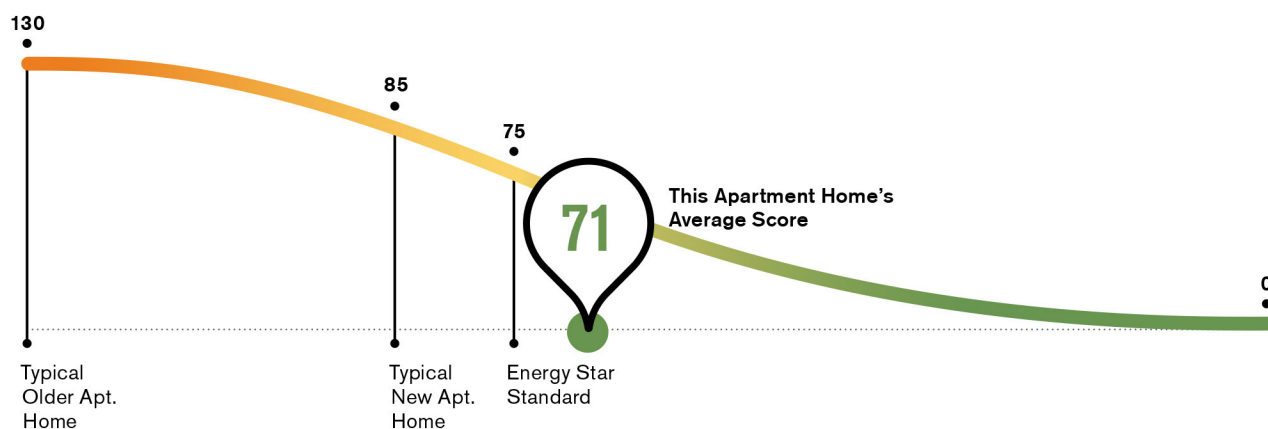 130
85
75
71
This Apartment Home's
Average Score
0
Typical
Older Apt.
Home
Typical
New Apt.
Home
Energy Star
Standard